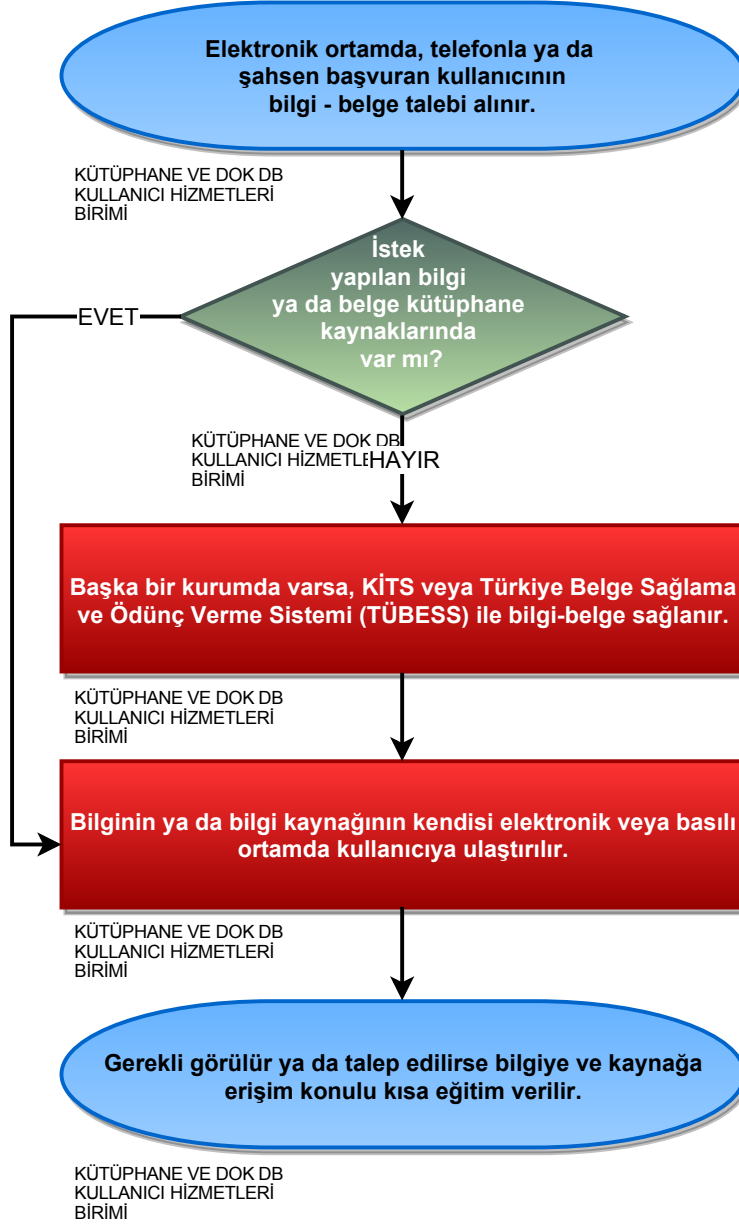 Elektronik ortamda, telefonla ya da
şahsen başvuran kullanıcının
bilgi - belge talebi alınır.
KÜTÜPHANE VE DOK DB
KULLANICI HİZMETLERİ
BİRİMİ
İstek
yapılan bilgi
ya da belge kütüphane
kaynaklarında
var mı?
EVET
KÜTÜPHANE VE DOK DB
KULLANICI HİZMETLE
BİRİMİ
HAYIR
Başka bir kurumda varsa, KİTS veya Türkiye Belge Sağlama
ve Ödünç Verme Sistemi (TÜBESS) ile bilgi-belge sağlanır.
KÜTÜPHANE VE DOK DB
KULLANICI HİZMETLERİ
BİRİMİ
Bilginin ya da bilgi kaynağının kendisi elektronik veya basılı
ortamda kullanıcıya ulaştırılır.
KÜTÜPHANE VE DOK DB
KULLANICI HİZMETLERİ
BİRİMİ
Gerekli görülür ya da talep edilirse bilgiye ve kaynağa
erişim konulu kısa eğitim verilir.
KÜTÜPHANE VE DOK DB
KULLANICI HİZMETLERİ
BİRİMİ